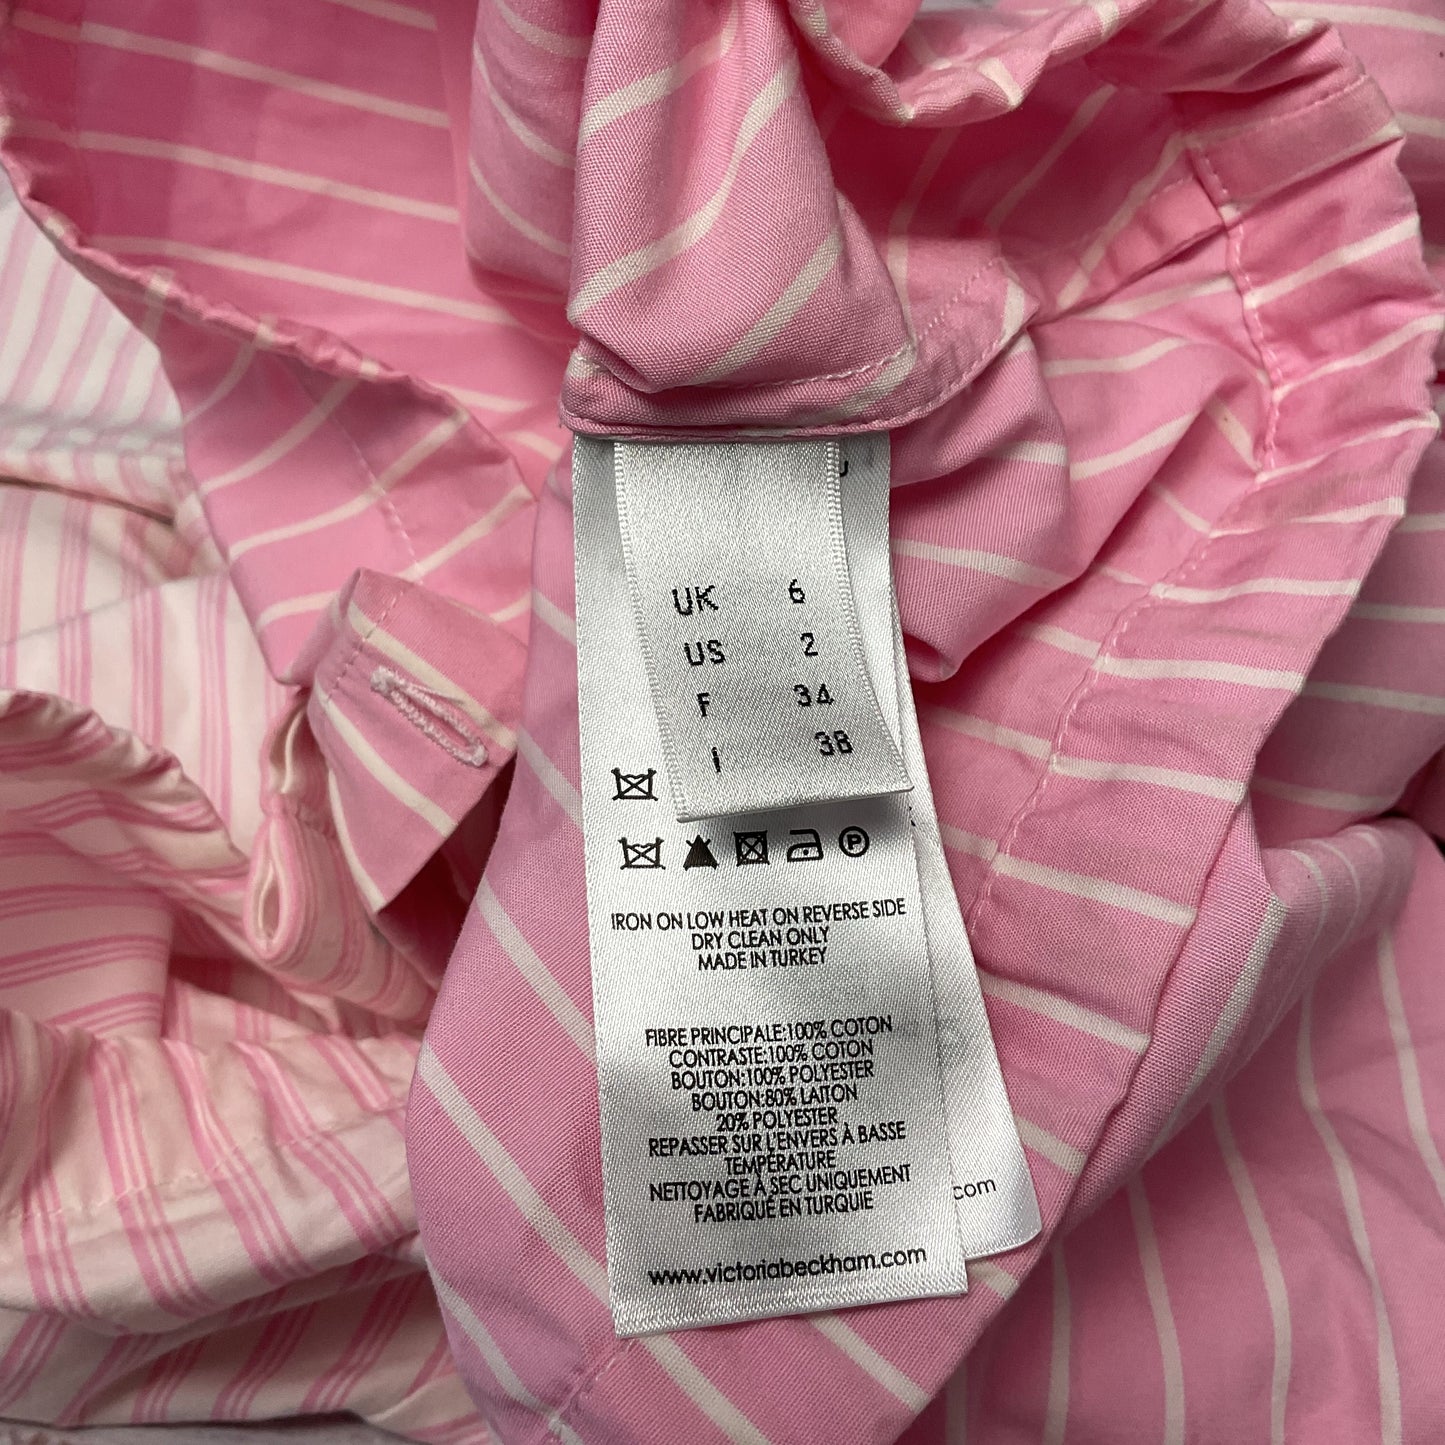 UK 6
US 2
F 34
I 38
P
IRON ON LOW HEAT ON REVERSE SIDE
DRY CLEAN ONLY
MADE IN TURKEY
FIBRE PRINCIPALE:100% COTON
CONTRASTE:100% COTON
BOUTON:100% POLYESTER
BOUTON:80% LAITON
20% POLYESTER
REPASSER SUR L'ENVERS À BASSE
TEMPÉRATURE
NETTOYAGE À SEC UNIQUEMENT
FABRIQUÉ EN TURQUIE
www.victoriabeckham.com
.com